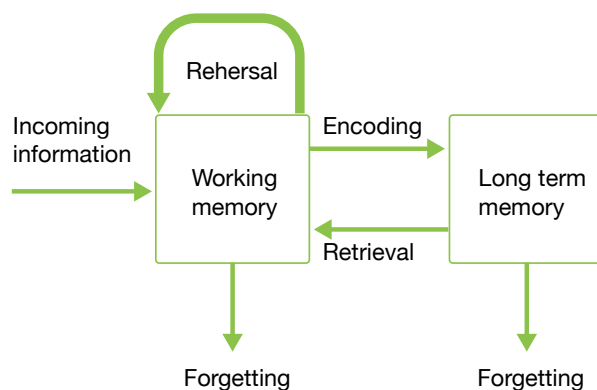 Rehersal
Incoming
information
Encoding
Working
memory
Long term
memory
Retrieval
Forgetting
Forgetting